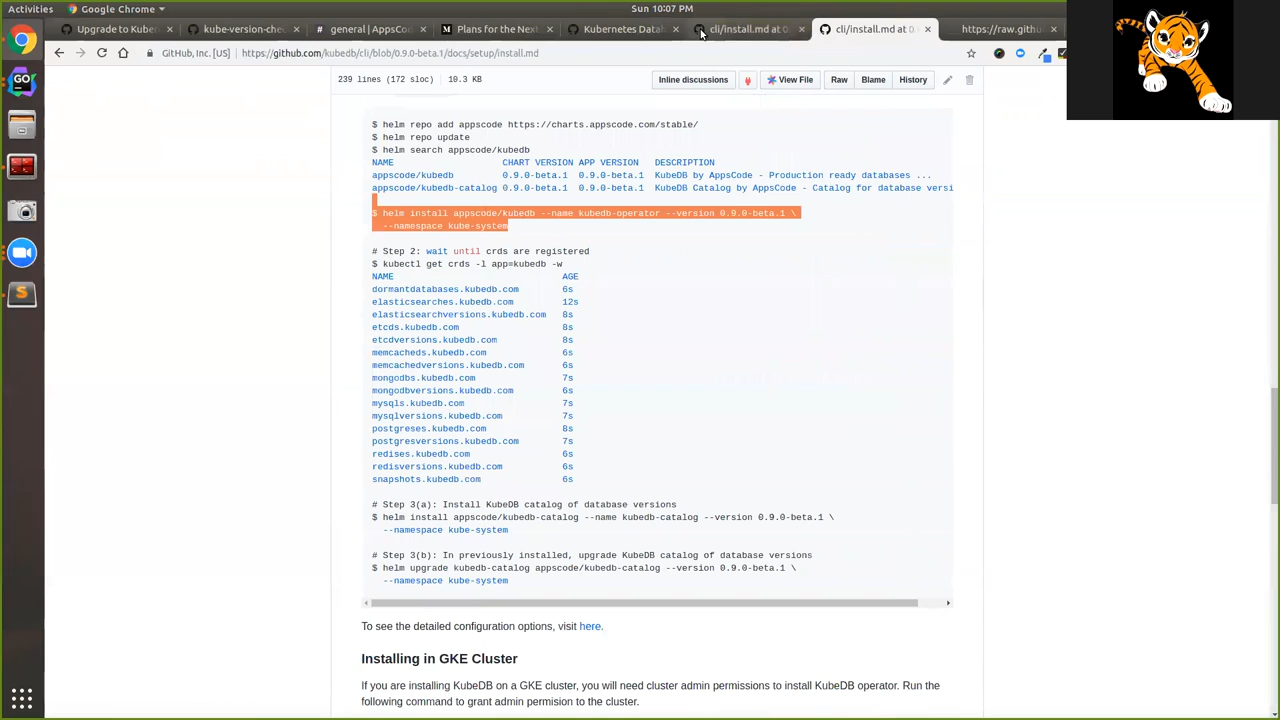 Activities
Google Chrome
Sun 10:07 PM
Upgrade to Kube
kube-version-che
general | AppsCo
Plans for the Ne
Kubernetes Data
cli/install.md at 0
cli/install.md at 0
https://raw.gith
GitHub, Inc. [US]
https://github.com/kubedb/cli/blob/0.9.0-beta.1/docs/setup/install.md
239 lines (172 sloc)
10.3 KB
Inline discussions
View File
Raw
Blame
History
$ helm repo add appscode https://charts.appscode.com/stable/
$ helm repo update
$ helm search appscode/kubedb
NAME CHART VERSION APP VERSION DESCRIPTION
appscode/kubedb 0.9.0-beta.1 0.9.0-beta.1 KubeDB by AppsCode - Production ready databases ...
appscode/kubedb-catalog 0.9.0-beta.1 0.9.0-beta.1 KubeDB Catalog by AppsCode - Catalog for database versi
$ helm install appscode/kubedb --name kubedb-operator --version 0.9.0-beta.1 \
--namespace kube-system
# Step 2: wait until crds are registered
$ kubectl get crds -l app=kubedb -w
NAME AGE
dormantdatabases.kubedb.com 6s
elasticsearches.kubedb.com 12s
elasticsearchversions.kubedb.com 8s
etcds.kubedb.com 8s
etcdversions.kubedb.com 8s
memcacheds.kubedb.com 6s
memcachedversions.kubedb.com 6s
mongodbs.kubedb.com 7s
mongodbversions.kubedb.com 6s
mysqls.kubedb.com 7s
mysqlversions.kubedb.com 7s
postgreses.kubedb.com 8s
postgresversions.kubedb.com 7s
redises.kubedb.com 6s
redisversions.kubedb.com 6s
snapshots.kubedb.com 6s
# Step 3(a): Install KubeDB catalog of database versions
$ helm install appscode/kubedb-catalog --name kubedb-catalog --version 0.9.0-beta.1 \
--namespace kube-system
# Step 3(b): In previously installed, upgrade KubeDB catalog of database versions
$ helm upgrade kubedb-catalog appscode/kubedb-catalog --version 0.9.0-beta.1 \
--namespace kube-system
To see the detailed configuration options, visit here.
Installing in GKE Cluster
If you are installing KubeDB on a GKE cluster, you will need cluster admin permissions to install KubeDB operator. Run the
following command to grant admin permision to the cluster.